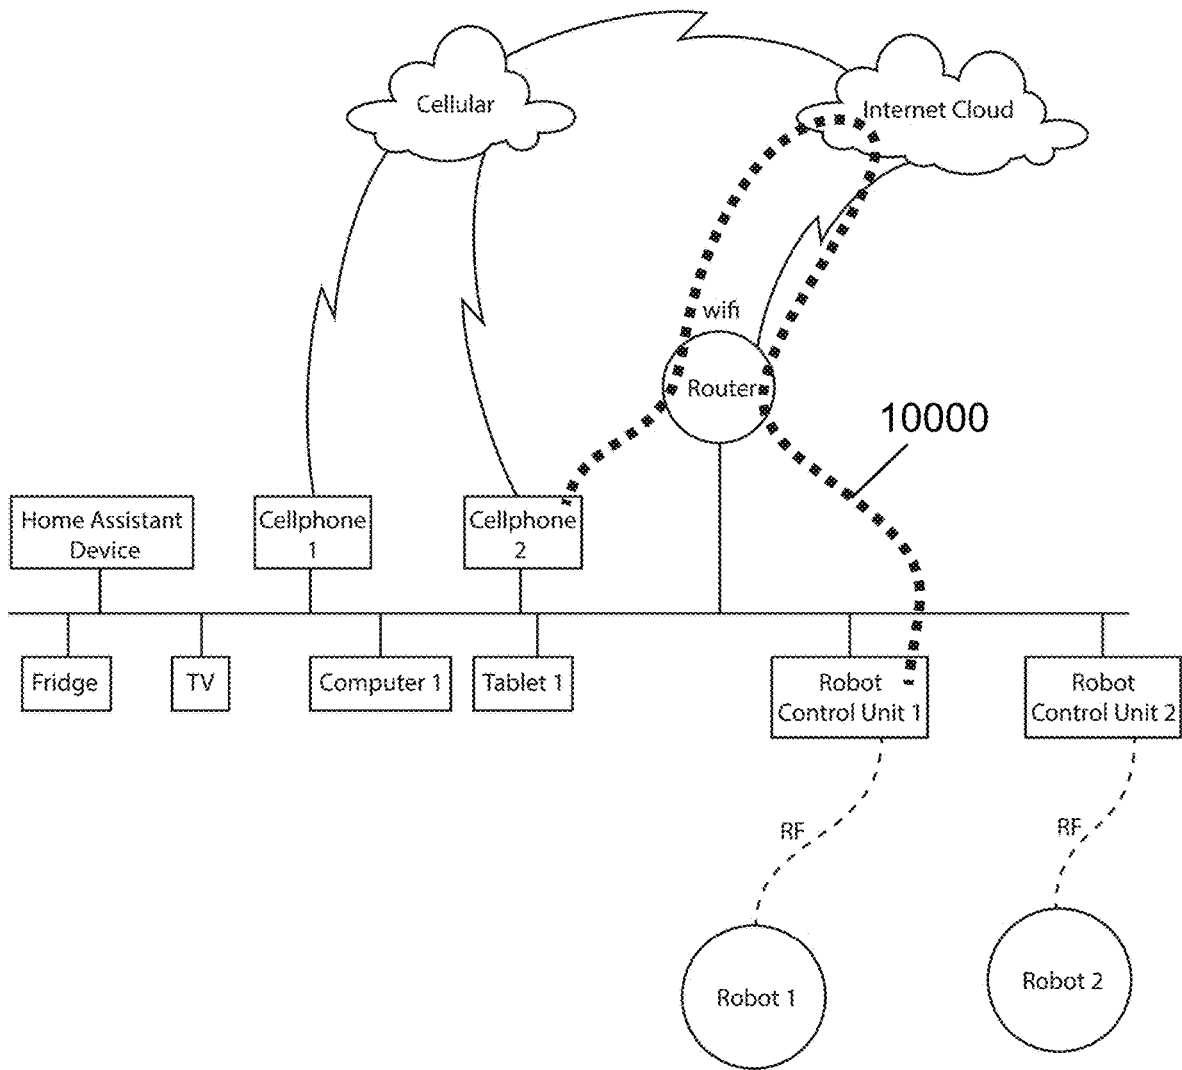 Cellular
Internet Cloud
wifi
Router
10000
Home Assistant
Device
Cellphone
1
Cellphone
2
Fridge
TV
Computer 1
Tablet 1
Robot
Control Unit 1
Robot
Control Unit 2
RF
RF
Robot 1
Robot 2